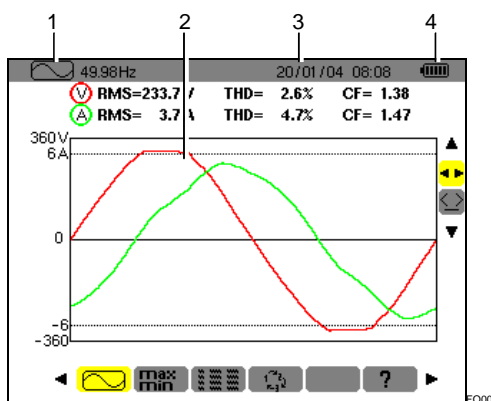 1 2 3 4
49.98Hz 20/01/04 08:08
V RMS=233.7 V THD= 2.6% CF= 1.38
A RMS= 3.7 A THD= 4.7% CF= 1.47
360V
6A
0
-6
-360
max
min
?